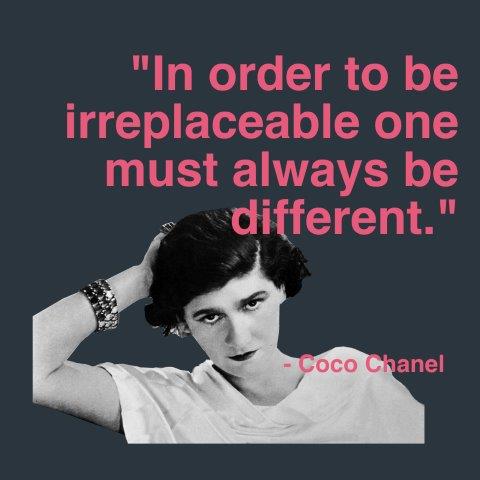 "In order to be
irreplaceable one
must always be
different."
- Coco Chanel